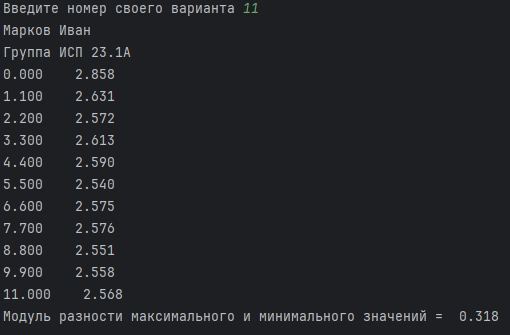 Введите номер своего варианта 11
Марков Иван
Группа ИСП 23.1А
0.000    2.858
1.100    2.631
2.200    2.572
3.300    2.613
4.400    2.590
5.500    2.540
6.600    2.575
7.700    2.576
8.800    2.551
9.900    2.558
11.000    2.568
Модуль разности максимального и минимального значений =  0.318